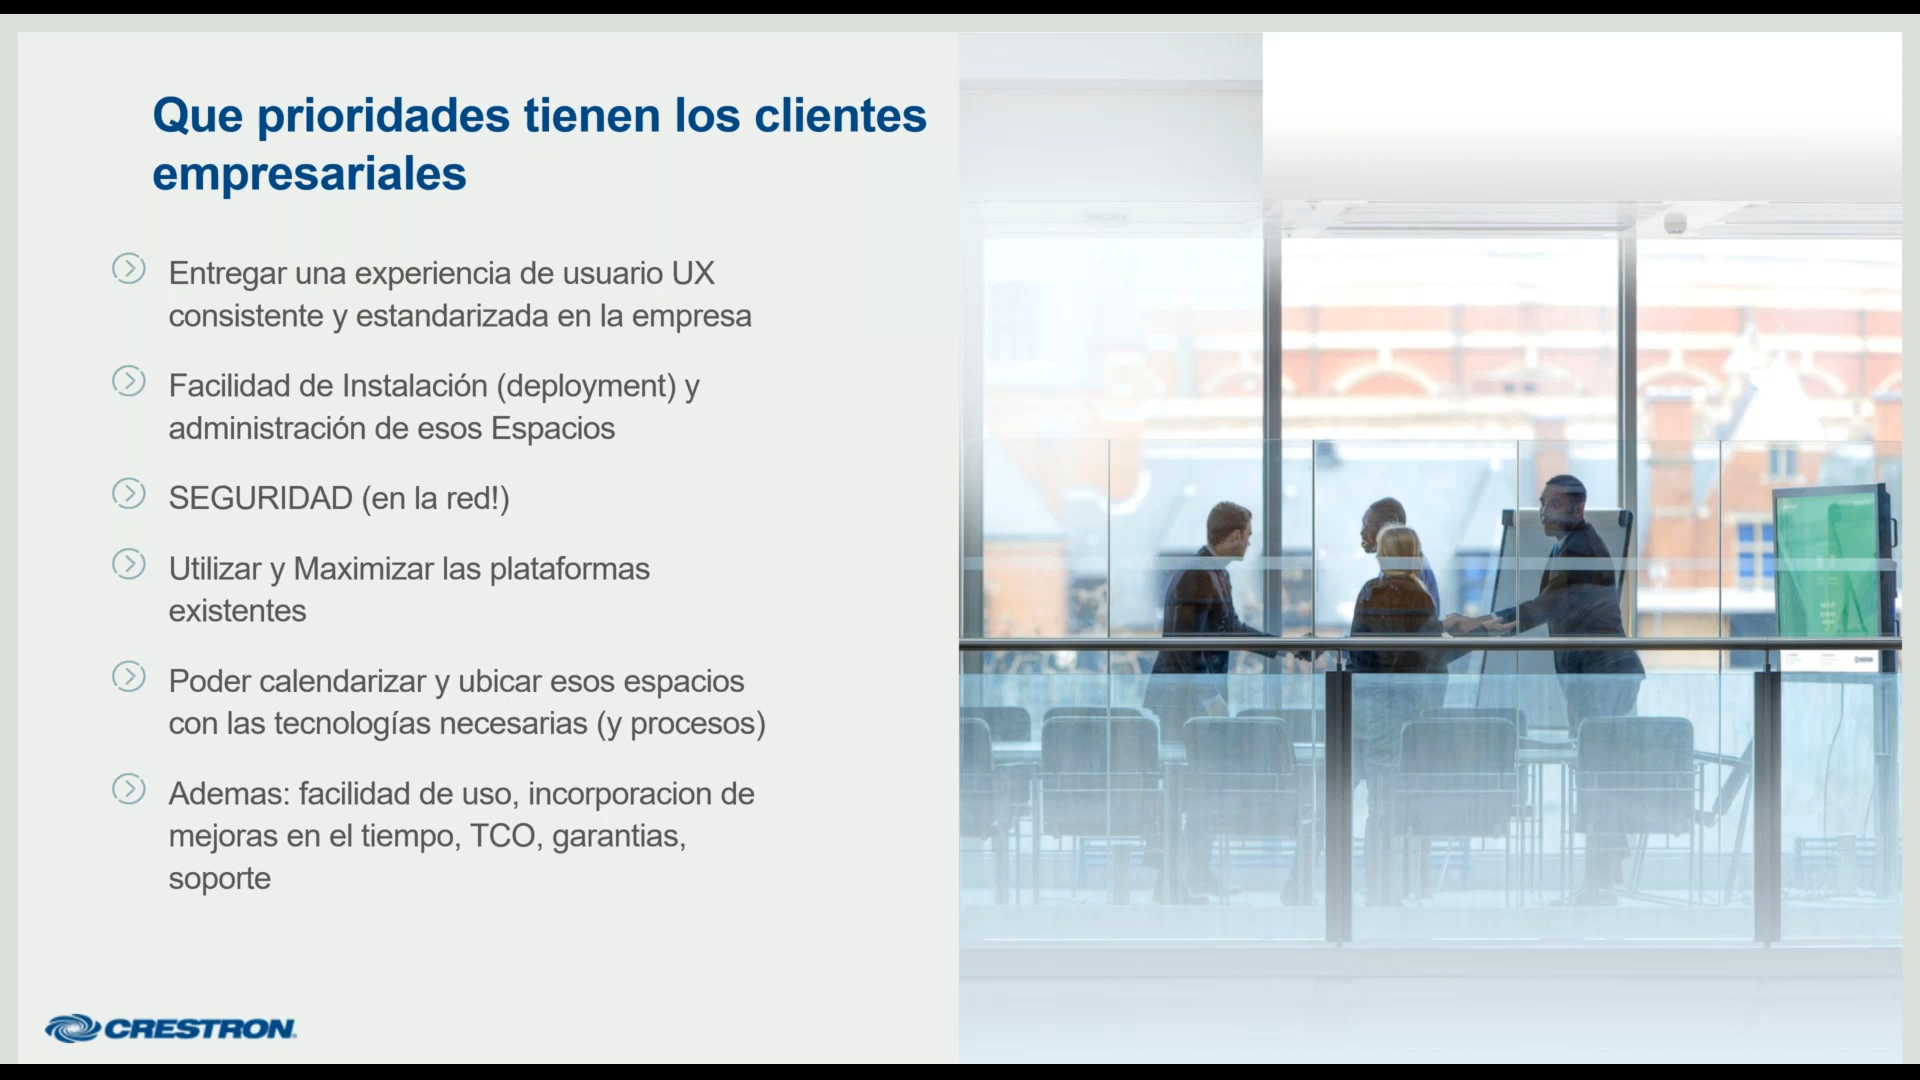 Que prioridades tienen los clientes
empresariales
Entregar una experiencia de usuario UX
consistente y estandarizada en la empresa
Facilidad de Instalación (deployment) y
administración de esos Espacios
SEGURIDAD (en la red!)
Utilizar y Maximizar las plataformas
existentes
Poder calendarizar y ubicar esos espacios
con las tecnologías necesarias (y procesos)
Ademas: facilidad de uso, incorporacion de
mejoras en el tiempo, TCO, garantias,
soporte
CRESTRON